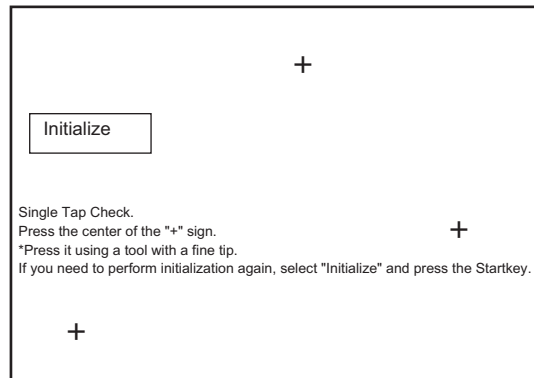 +
Initialize
Single Tap Check.
Press the center of the "+" sign.
+
*Press it using a tool with a fine tip.
If you need to perform initialization again, select "Initialize" and press the Startkey.
+